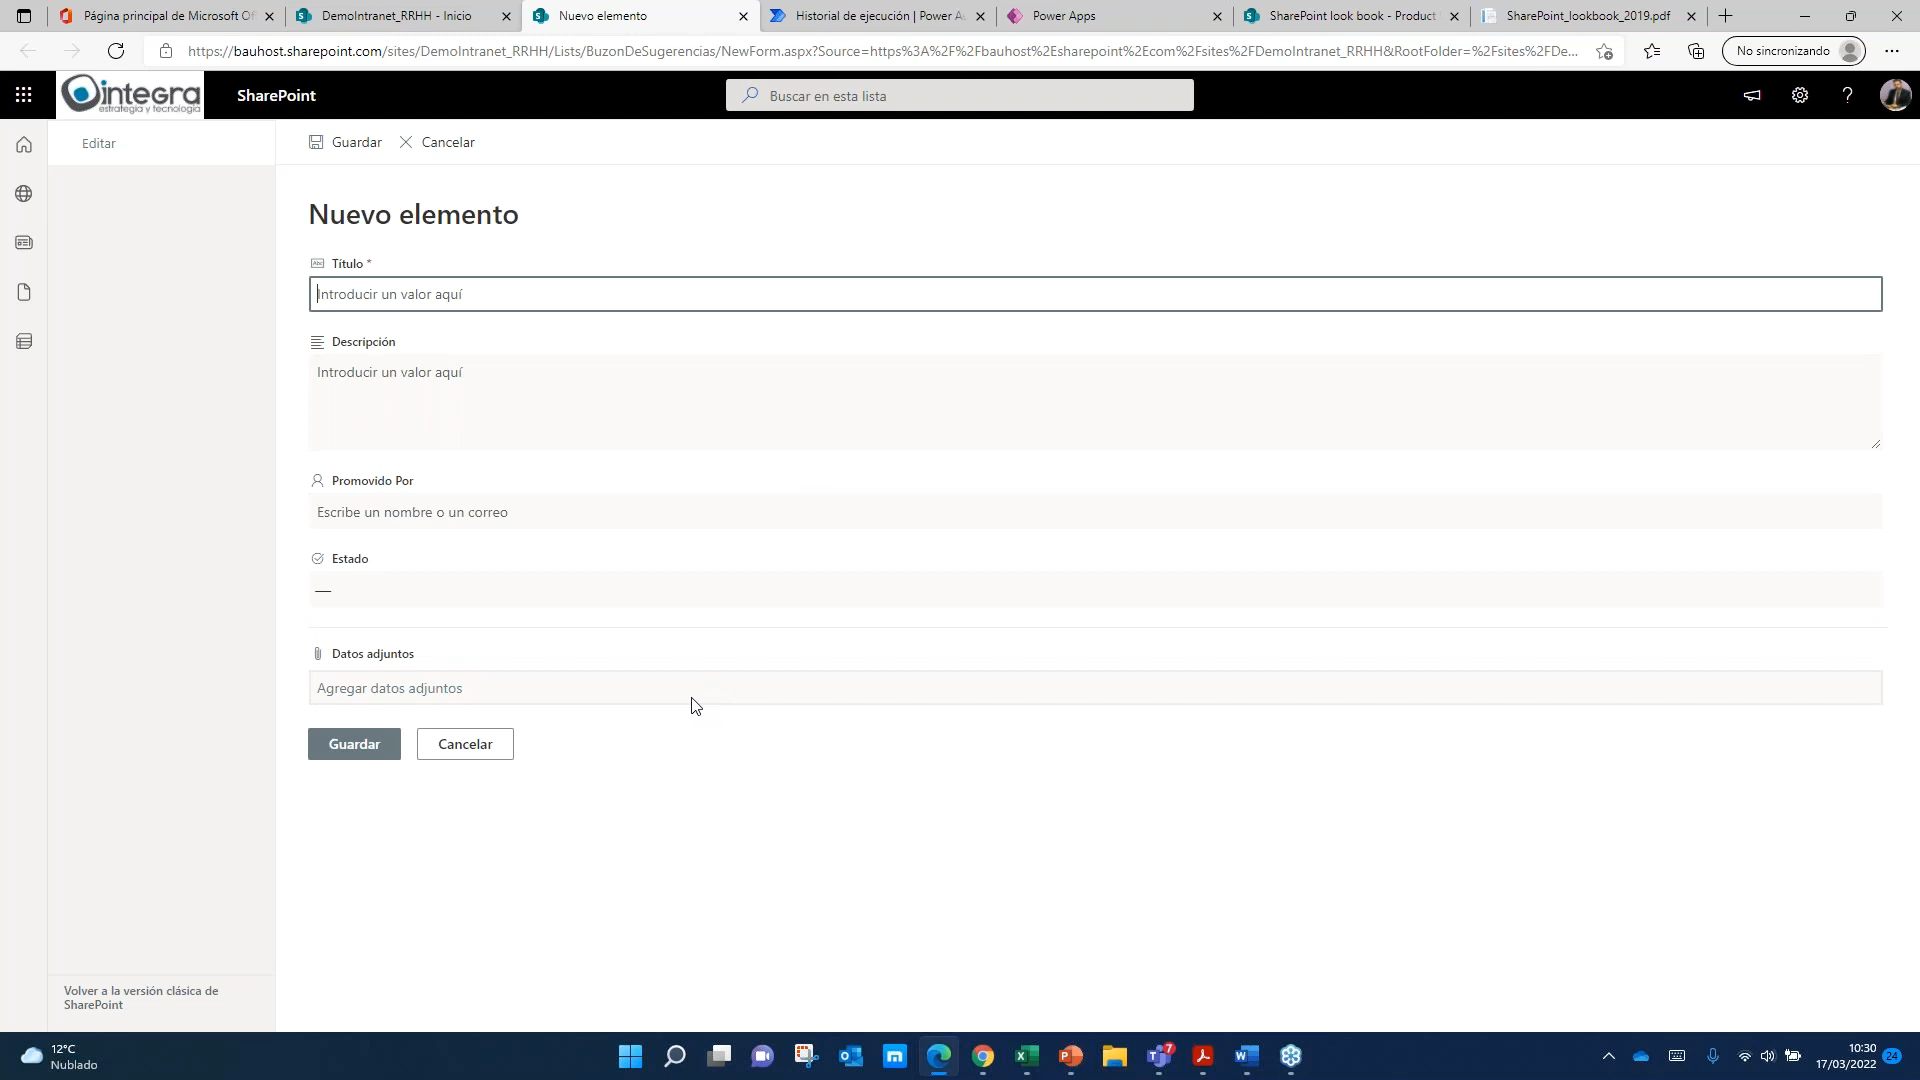 Página principal de Microsoft Of
DemoIntranet_RRHH - Inicio
Nuevo elemento
Historial de ejecución | Power Au
Power Apps
SharePoint look book - Product
SharePoint_lookbook_2019.pdf
https://bauhost.sharepoint.com/sites/DemoIntranet_RRHH/Lists/BuzonDeSugerencias/NewForm.aspx?Source=https%3A%2F%2Fbauhost%2Esharepoint%2Ecom%2Fsites%2FDemoIntranet_RRHH&RootFolder=%2Fsites%2FDe...
No sincronizando
integra
estrategia y tecnología
SharePoint
Buscar en esta lista
Editar
Guardar
Cancelar
Nuevo elemento
Abc
Título *
Introducir un valor aquí
Descripción
Introducir un valor aquí
Promovido Por
Escribe un nombre o un correo
Estado
—
Datos adjuntos
Agregar datos adjuntos
Guardar
Cancelar
Volver a la versión clásica de
SharePoint
12°C
Nublado
7
10:30
17/03/2022
24